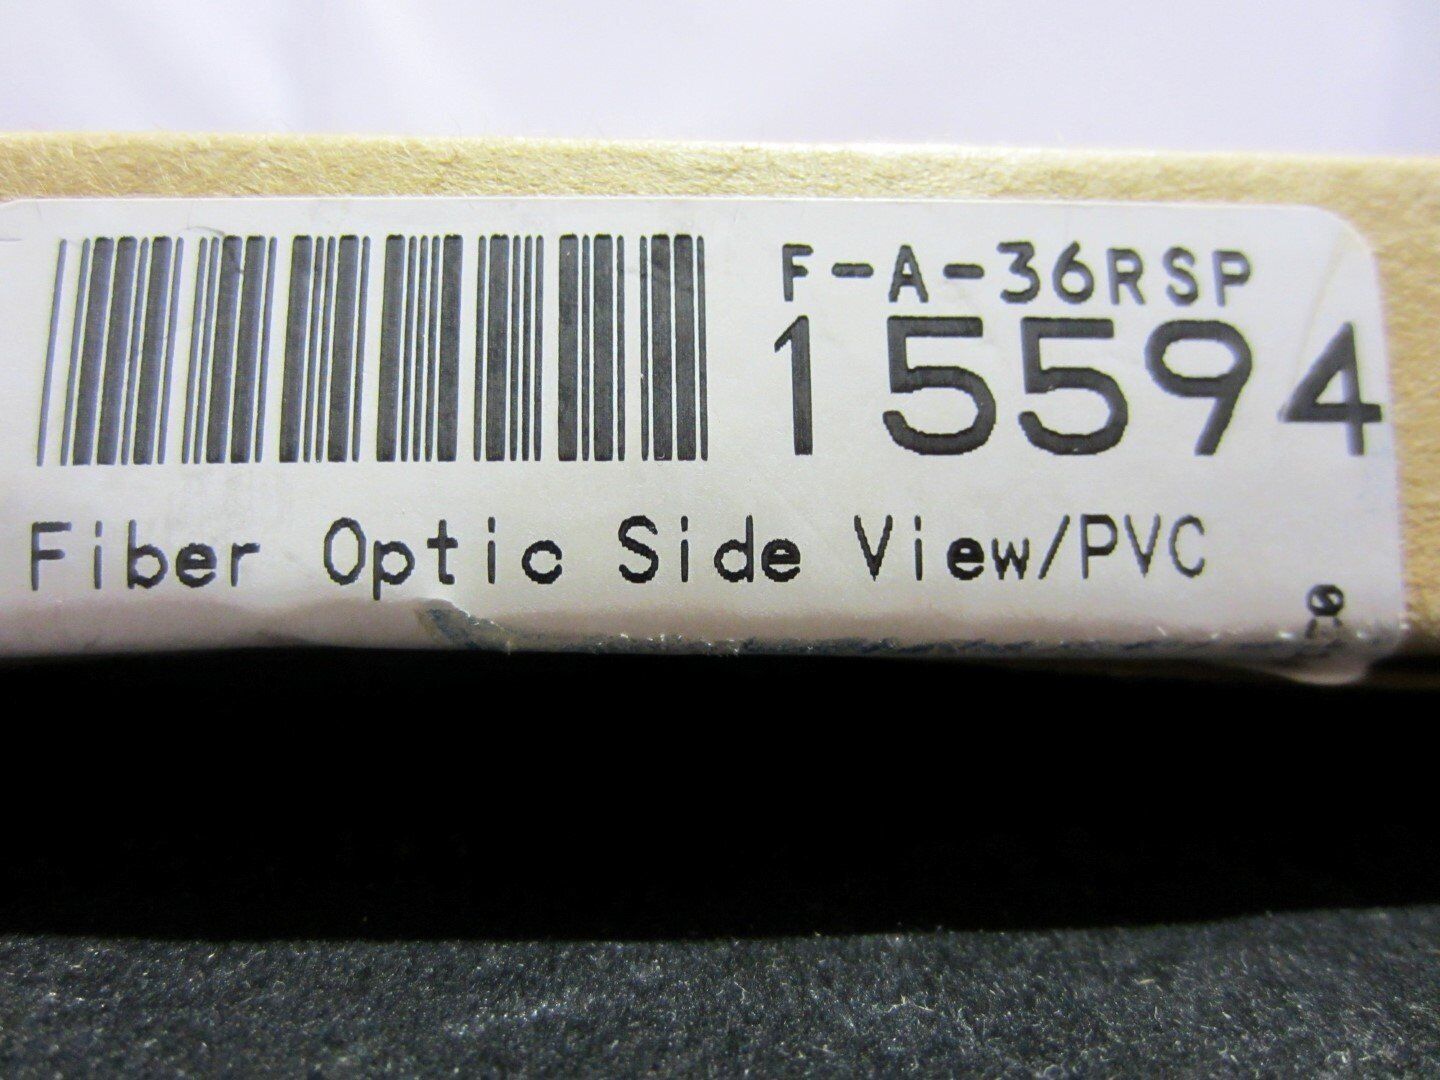 F-A-36RSP
15594
Fiber Optic Side View/PVC